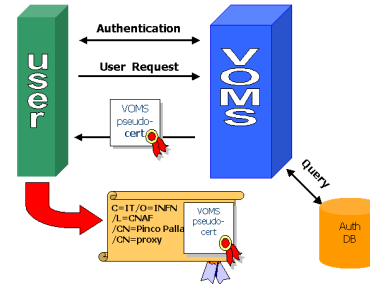 Authentication
user
VOMS
User Request
VOMS
pseudo-
cert
Query
C=IT/O=INFN
/L=CNAF
/CN=Pinco Palla
/CN=proxy
VOMS
pseudo-
cert
Auth
DB